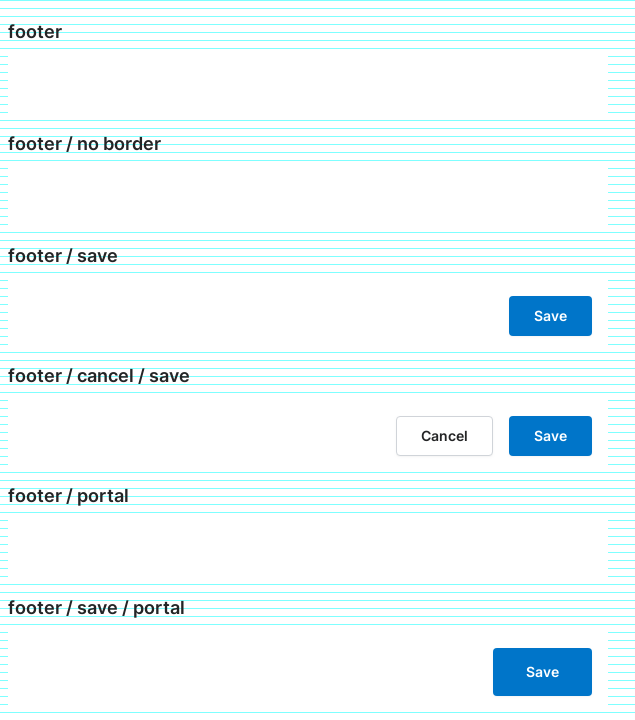 footer
footer / no border
footer / save
Save
footer / cancel / save
Cancel Save
footer / portal
footer / save / portal
Save